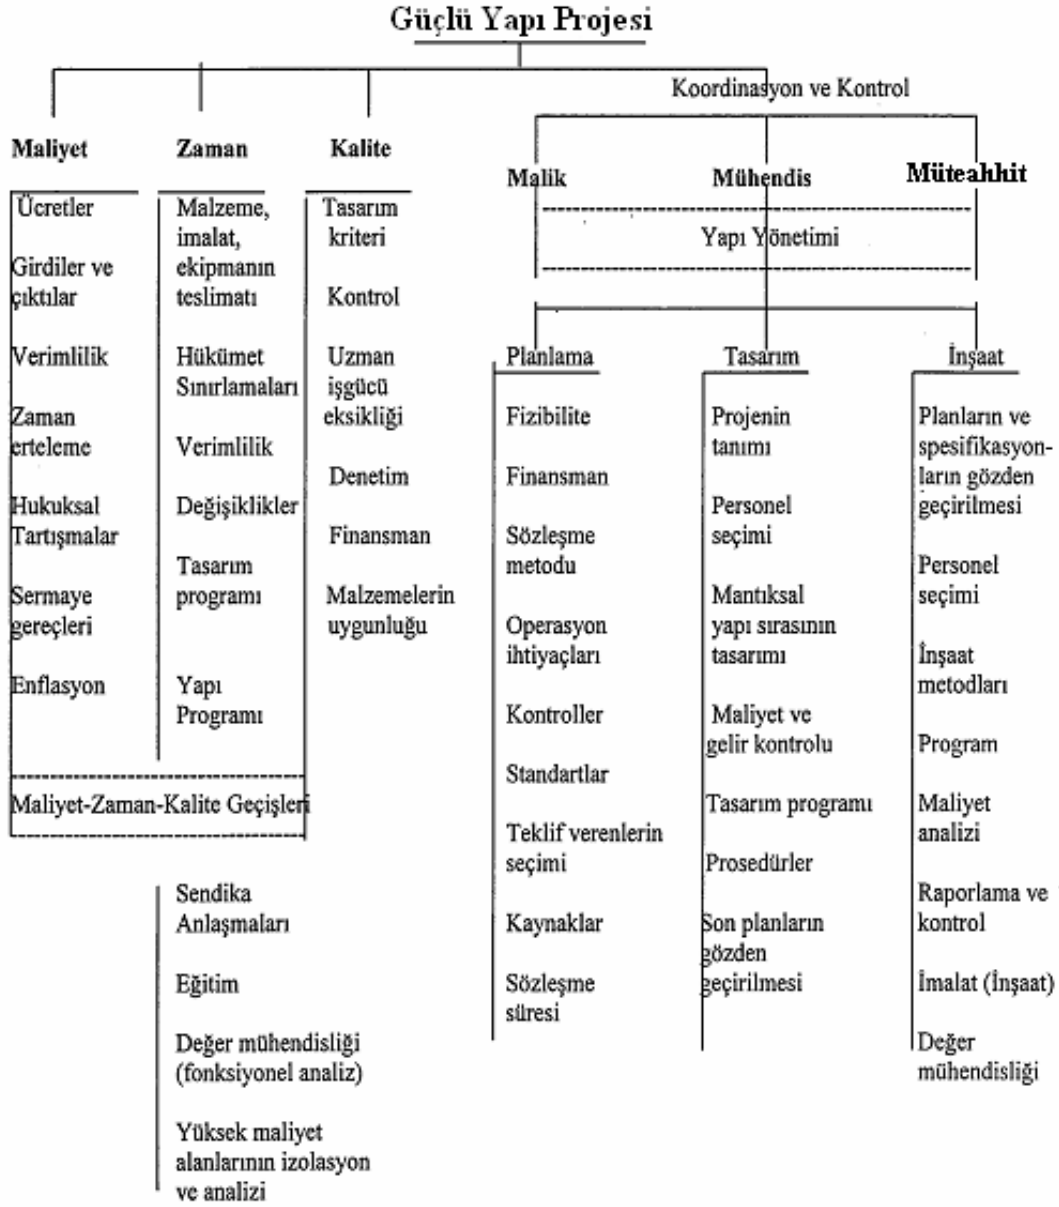 Güçlü Yapı Projesi
Koordinasyon ve Kontrol
Maliyet
Zaman
Kalite
Malik
Mühendis
Müteahhit
Yapı Yönetimi
Ücretler
Girdiler ve
çıktılar
Verimlilik
Zaman
erteleme
Hukuksal
Tartışmalar
Sermaye
gereçleri
Enflasyon
Malzeme,
imalat,
ekipmanın
teslimatı
Hükümet
Sınırlamaları
Verimlilik
Değişiklikler
Tasarım
programı
Yapı
Programı
Tasarım
kriteri
Kontrol
Uzman
işgücü
eksikliği
Denetim
Finansman
Malzemelerin
uygunluğu
Maliyet-Zaman-Kalite Geçişleri
Sendika
Anlaşmaları
Eğitim
Değer mühendisliği
(fonksiyonel analiz)
Yüksek maliyet
alanlarının izolasyon
ve analizi
Planlama
Fizibilite
Finansman
Sözleşme
metodu
Operasyon
ihtiyaçları
Kontroller
Standartlar
Teklif verenlerin
seçimi
Kaynaklar
Sözleşme
süresi
Tasarım
Projenin
tanımı
Personel
seçimi
Mantıksal
yapı sırasının
tasarımı
Maliyet ve
gelir kontrolu
Tasarım programı
Prosedürler
Son planların
gözden
geçirilmesi
İnşaat
Planların ve
spesifikasyon-
ların gözden
geçirilmesi
Personel
seçimi
İnşaat
metodları
Program
Maliyet
analizi
Raporlama ve
kontrol
İmalat (İnşaat)
Değer
mühendisliği